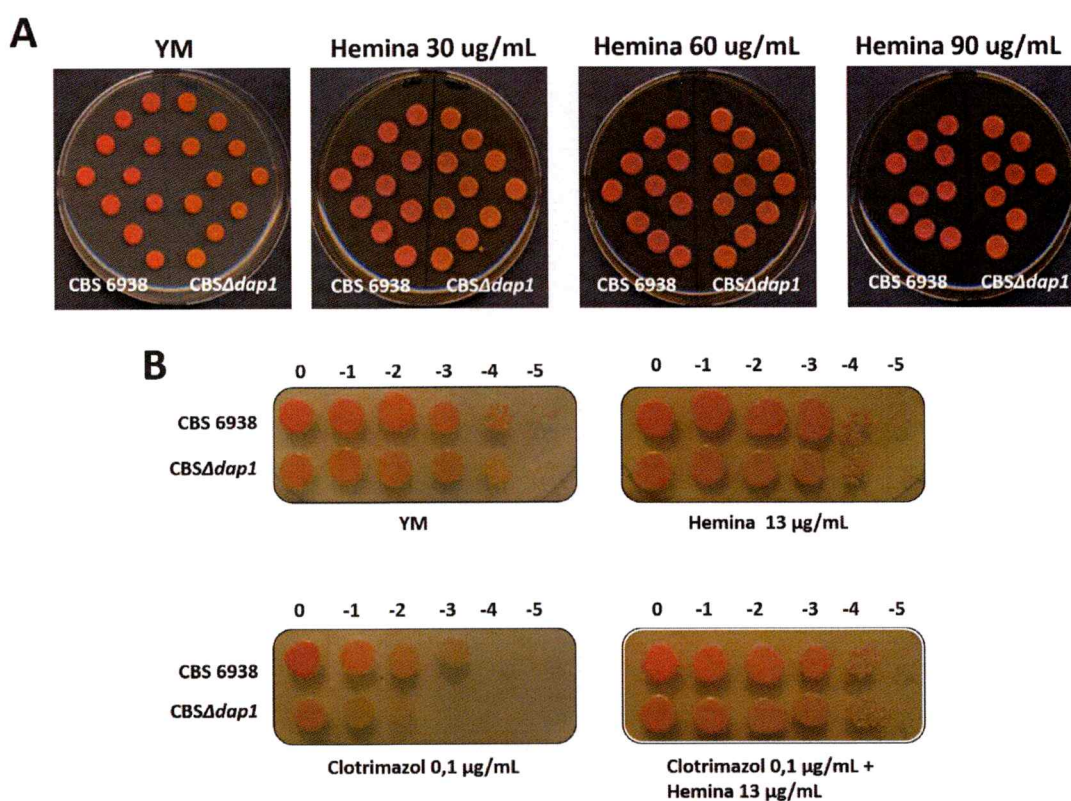 A
YM
Hemina 30 ug/mL
Hemina 60 ug/mL
Hemina 90 ug/mL
CBS 6938
CBSΔdap1
CBS 6938
CBSΔdap1
CBS 6938
CBSΔdap1
CBS 6938
CBSΔdap1
B
0 -1 -2 -3 -4 -5
0 -1 -2 -3 -4 -5
CBS 6938
CBSΔdap1
YM
Hemina 13 µg/mL
0 -1 -2 -3 -4 -5
0 -1 -2 -3 -4 -5
CBS 6938
CBSΔdap1
Clotrimazol 0,1 µg/mL
Clotrimazol 0,1 µg/mL +
Hemina 13 µg/mL